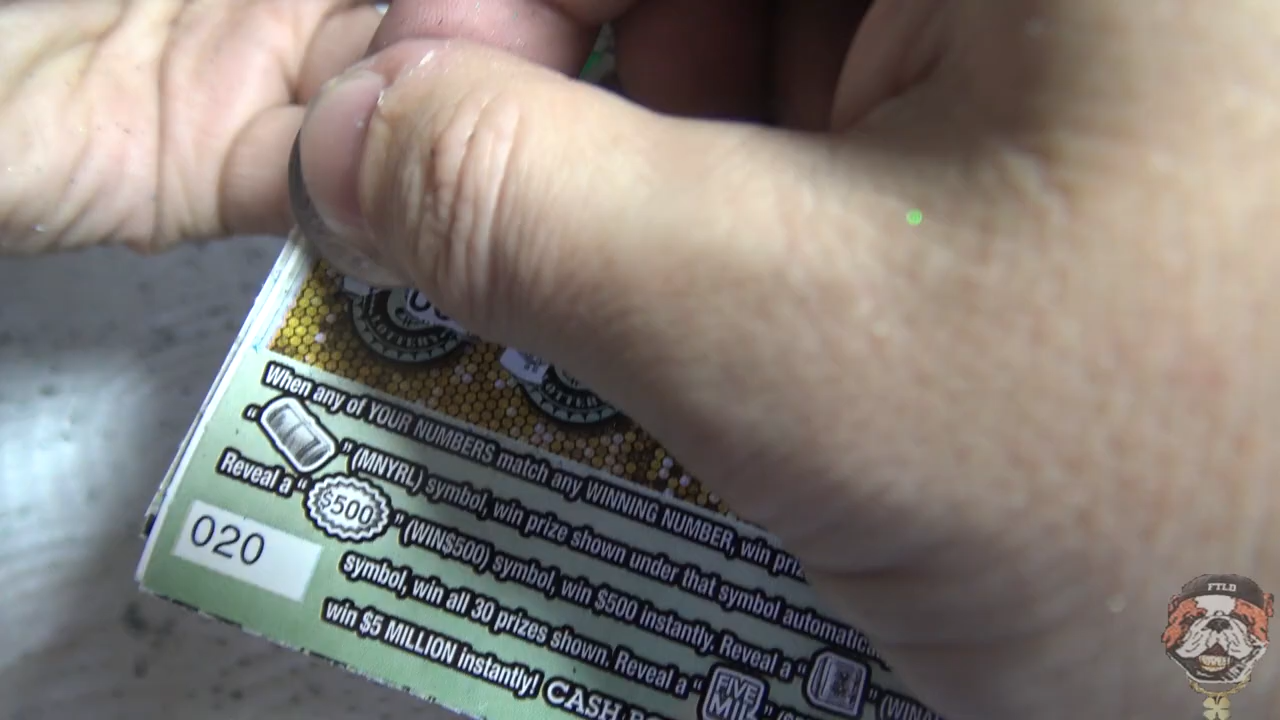 LOTTERY
When any of YOUR NUMBERS match any WINNING NUMBER, win
" " (MNYRL) symbol, win prize shown under that symbol
Reveal a " $500 " (WIN$500) symbol, win $500 instantly. Reveal a " "
symbol, win all 30 prizes shown. Reveal a " FIVE MIL "
win $5 MILLION instantly! CASH
020
FTLD